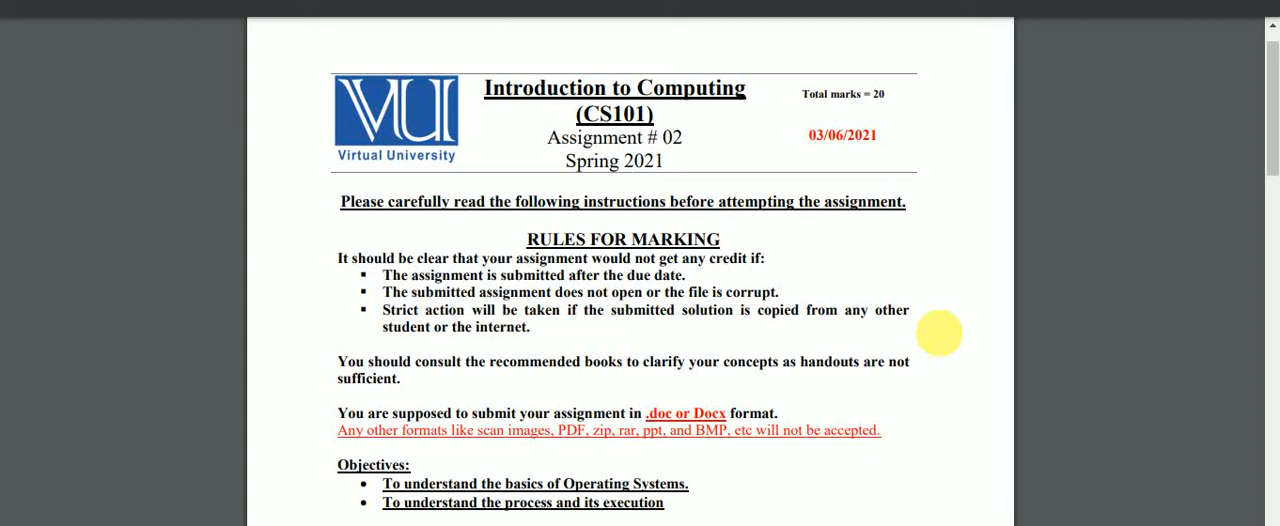 VU
Virtual University
Introduction to Computing
(CS101)
Assignment # 02
Spring 2021
Total marks = 20
03/06/2021
Please carefully read the following instructions before attempting the assignment.
RULES FOR MARKING
It should be clear that your assignment would not get any credit if:
▪ The assignment is submitted after the due date.
▪ The submitted assignment does not open or the file is corrupt.
▪ Strict action will be taken if the submitted solution is copied from any other
student or the internet.
You should consult the recommended books to clarify your concepts as handouts are not
sufficient.
You are supposed to submit your assignment in .doc or Docx format.
Any other formats like scan images, PDF, zip, rar, ppt, and BMP, etc will not be accepted.
Objectives:
• To understand the basics of Operating Systems.
• To understand the process and its execution